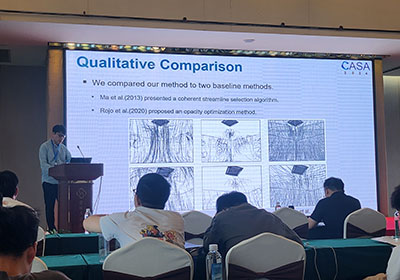 Qualitative Comparison
CASA
2024
We compared our method to two baseline methods.
Ma et al.(2013) presented a coherent streamline selection algorithm.
Rojo et al.(2020) proposed an opacity optimization method.